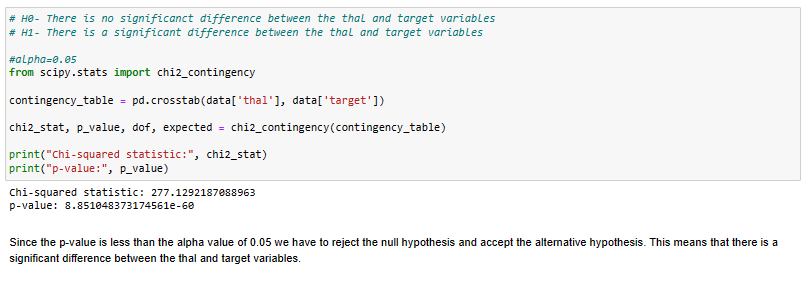 # H0- There is no significanct difference between the thal and target variables
# H1- There is a significant difference between the thal and target variables
#alpha=0.05
from scipy.stats import chi2_contingency
contingency_table = pd.crosstab(data['thal'], data['target'])
chi2_stat, p_value, dof, expected = chi2_contingency(contingency_table)
print("Chi-squared statistic:", chi2_stat)
print("p-value:", p_value)
Chi-squared statistic: 277.1292187088963
p-value: 8.851048373174561e-60
Since the p-value is less than the alpha value of 0.05 we have to reject the null hypothesis and accept the alternative hypothesis. This means that there is a
significant difference between the thal and target variables.